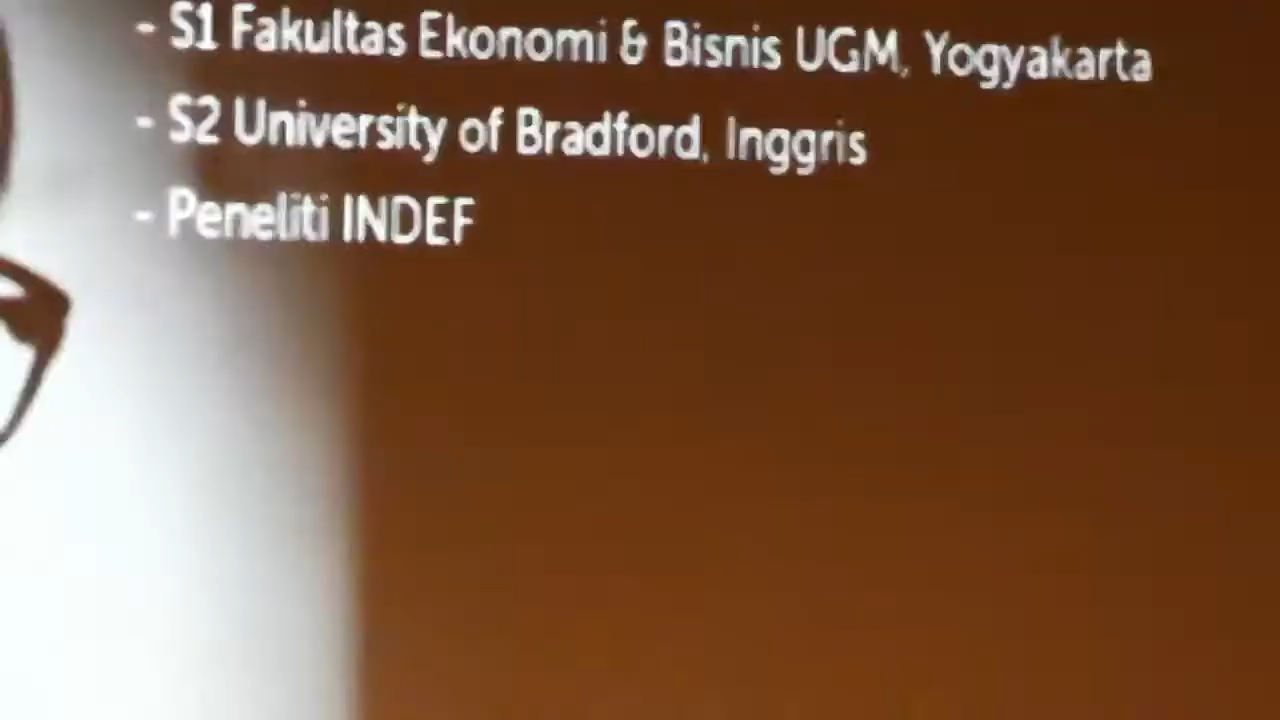 - S1 Fakultas Ekonomi & Bisnis UGM, Yogyakarta
- S2 University of Bradford, Inggris
- Peneliti INDEF